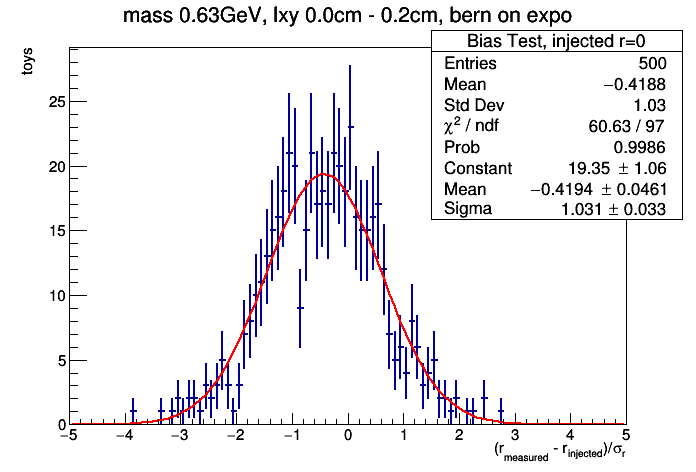 mass 0.63GeV, lxy 0.0cm - 0.2cm, bern on expo
Bias Test, injected r=0
Entries 500
Mean −0.4188
Std Dev 1.03
χ² / ndf 60.63 / 97
Prob 0.9986
Constant 19.35 ± 1.06
Mean −0.4194 ± 0.0461
Sigma 1.031 ± 0.033
toys
25
20
15
10
5
0
−5 −4 −3 −2 −1 0 1 2 3 4 5
(r_measured - r_injected)/σ_r